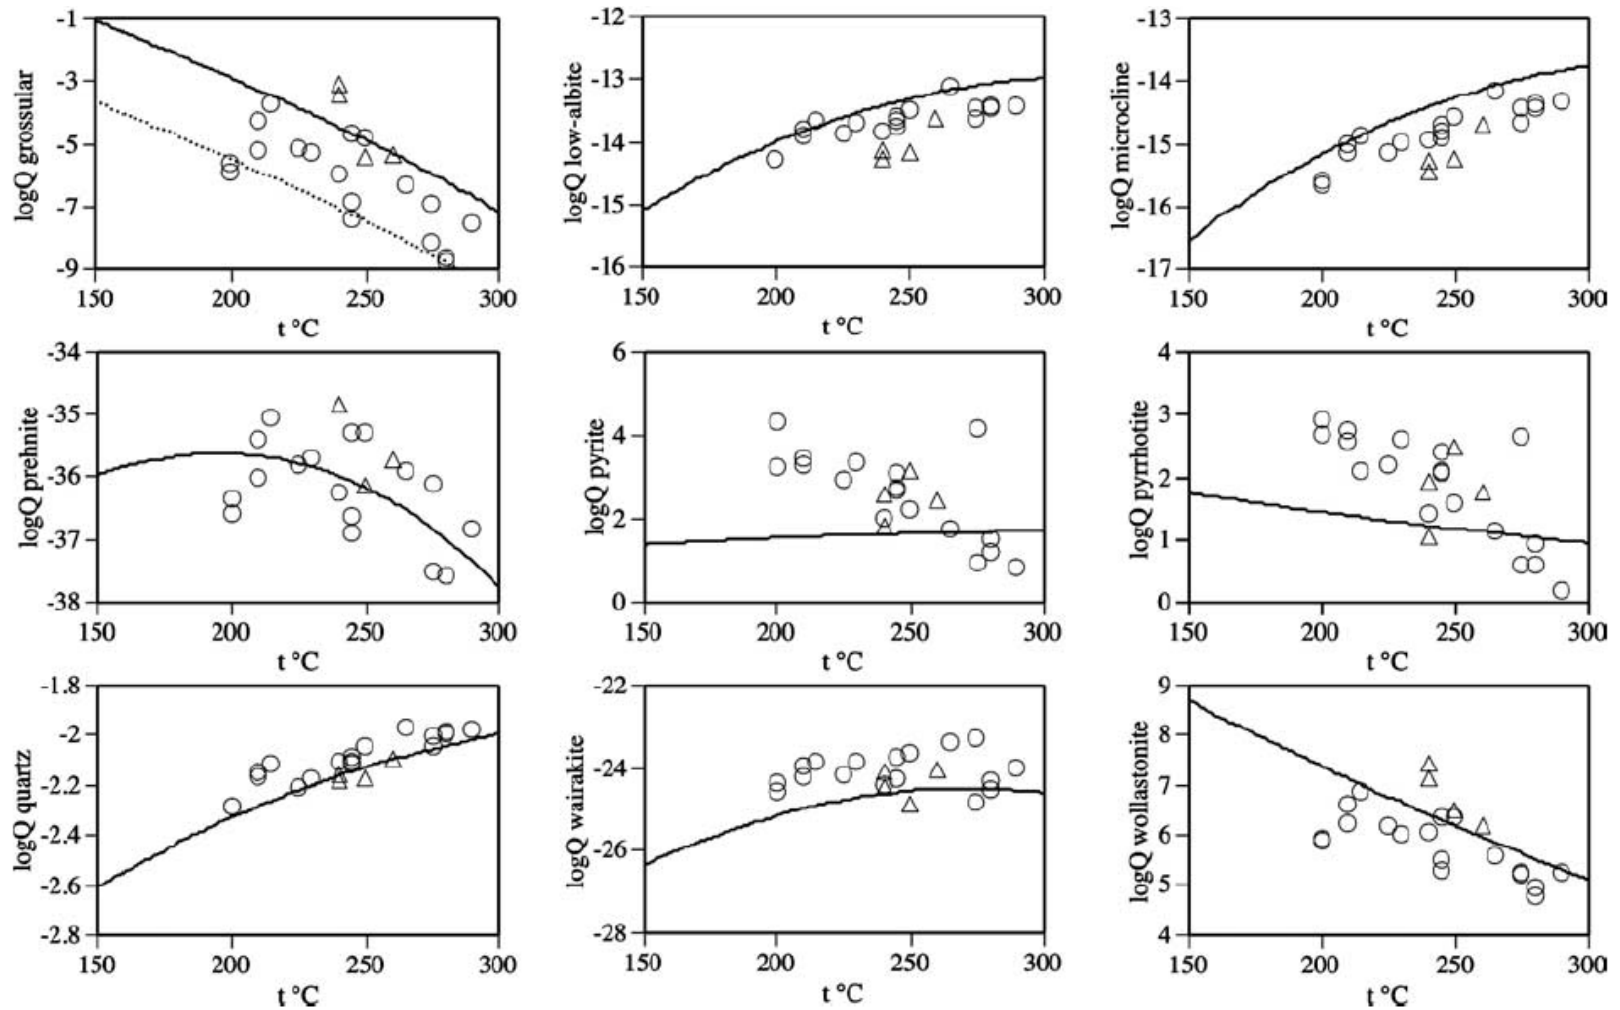 -1
-3
-5
-7
-9
logQ grossular
150 200 250 300
t °C
-12
-13
-14
-15
-16
logQ low-albite
150 200 250 300
t °C
-13
-14
-15
-16
-17
logQ microcline
150 200 250 300
t °C
-34
-35
-36
-37
-38
logQ prehnite
150 200 250 300
t °C
6
4
2
0
logQ pyrite
150 200 250 300
t °C
4
3
2
1
0
logQ pyrrhotite
150 200 250 300
t °C
-1.8
-2
-2.2
-2.4
-2.6
-2.8
logQ quartz
150 200 250 300
t °C
-22
-24
-26
-28
logQ wairakite
150 200 250 300
t °C
9
8
7
6
5
4
logQ wollastonite
150 200 250 300
t °C